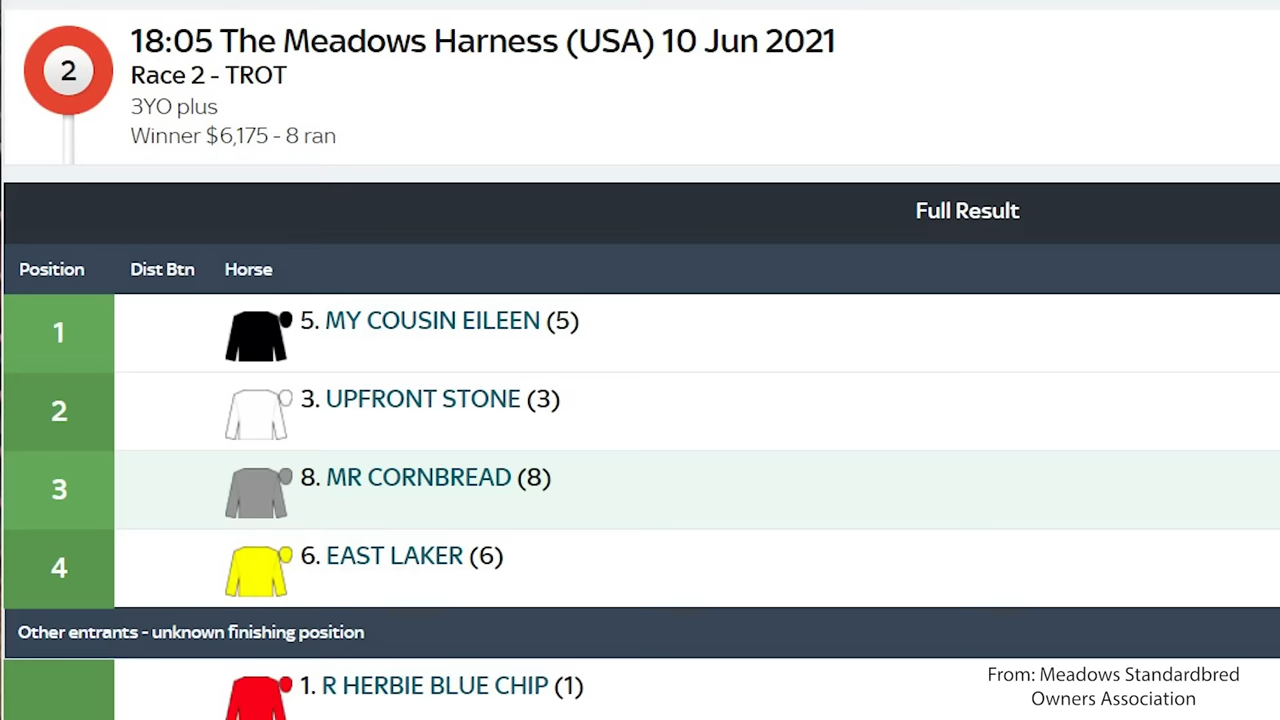 2
18:05 The Meadows Harness (USA) 10 Jun 2021
Race 2 - TROT
3YO plus
Winner $6,175 - 8 ran
Full Result
Position Dist Btn Horse
1 5. MY COUSIN EILEEN (5)
2 3. UPFRONT STONE (3)
3 8. MR CORNBREAD (8)
4 6. EAST LAKER (6)
Other entrants - unknown finishing position
1. R HERBIE BLUE CHIP (1)
From: Meadows Standardbred
Owners Association